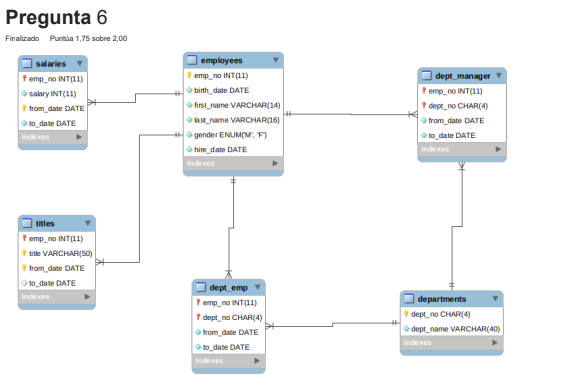 Pregunta 6
Finalizado Puntúa 1,75 sobre 2,00
salaries
emp_no INT(11)
salary INT(11)
from_date DATE
to_date DATE
Indexes
employees
emp_no INT(11)
birth_date DATE
first_name VARCHAR(14)
last_name VARCHAR(16)
gender ENUM('M', 'F')
hire_date DATE
Indexes
dept_manager
emp_no INT(11)
dept_no CHAR(4)
from_date DATE
to_date DATE
Indexes
titles
emp_no INT(11)
title VARCHAR(50)
from_date DATE
to_date DATE
Indexes
dept_emp
emp_no INT(11)
dept_no CHAR(4)
from_date DATE
to_date DATE
Indexes
departments
dept_no CHAR(4)
dept_name VARCHAR(40)
Indexes